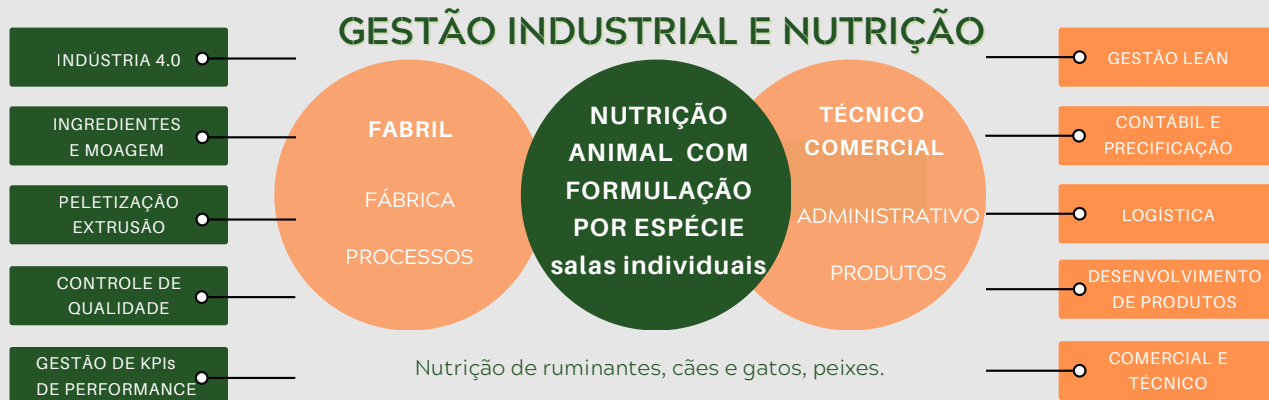 GESTÃO INDUSTRIAL E NUTRIÇÃO
INDÚSTRIA 4.0
INGREDIENTES
E MOAGEM
PELETIZAÇÃO
EXTRUSÃO
CONTROLE DE
QUALIDADE
GESTÃO DE KPIs
DE PERFORMANCE
FABRIL
FÁBRICA
PROCESSOS
NUTRIÇÃO
ANIMAL COM
FORMULAÇÃO
POR ESPÉCIE
salas individuais
TÉCNICO
COMERCIAL
ADMINISTRATIVO
PRODUTOS
GESTÃO LEAN
CONTÁBIL E
PRECIFICAÇÃO
LOGÍSTICA
DESENVOLVIMENTO
DE PRODUTOS
COMERCIAL E
TÉCNICO
Nutrição de ruminantes, cães e gatos, peixes.